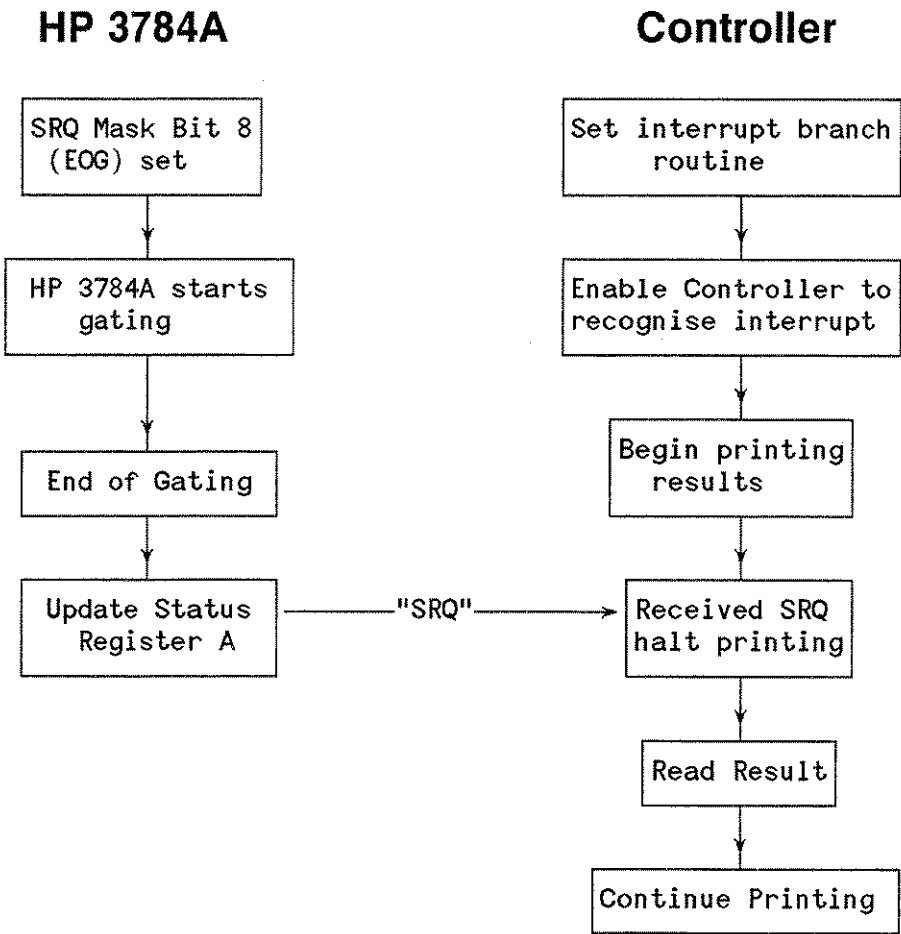 HP 3784A
SRQ Mask Bit 8
(EOG) set
HP 3784A starts
gating
End of Gating
Update Status
Register A
"SRQ"
Controller
Set interrupt branch
routine
Enable Controller to
recognise interrupt
Begin printing
results
Received SRQ
halt printing
Read Result
Continue Printing